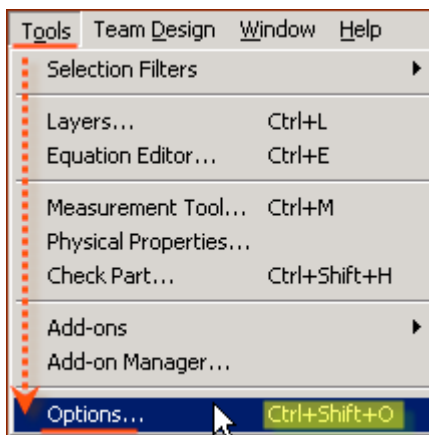 Tools Team Design Window Help
Selection Filters
Layers... Ctrl+L
Equation Editor... Ctrl+E
Measurement Tool... Ctrl+M
Physical Properties...
Check Part... Ctrl+Shift+H
Add-ons
Add-on Manager...
Options... Ctrl+Shift+O